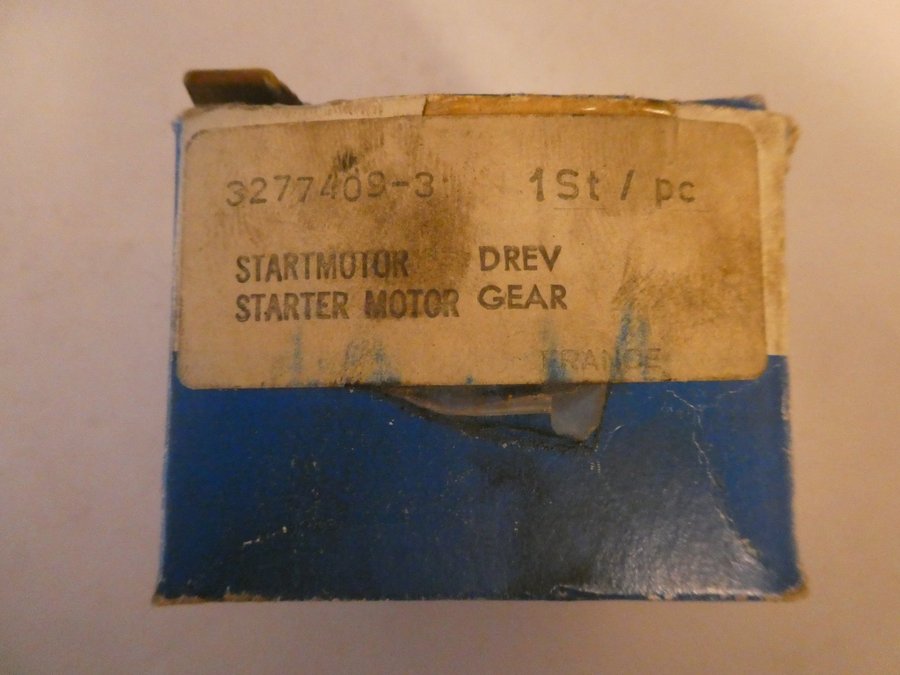 3277409-3 1St / pc
STARTMOTOR DREV
STARTER MOTOR GEAR
FRANCE